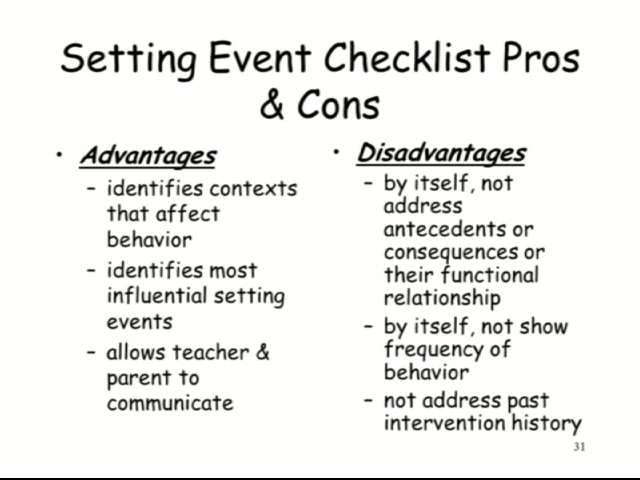 Setting Event Checklist Pros
& Cons
• Advantages
– identifies contexts
that affect
behavior
– identifies most
influential setting
events
– allows teacher &
parent to
communicate
• Disadvantages
– by itself, not
address
antecedents or
consequences or
their functional
relationship
– by itself, not show
frequency of
behavior
– not address past
intervention history
31